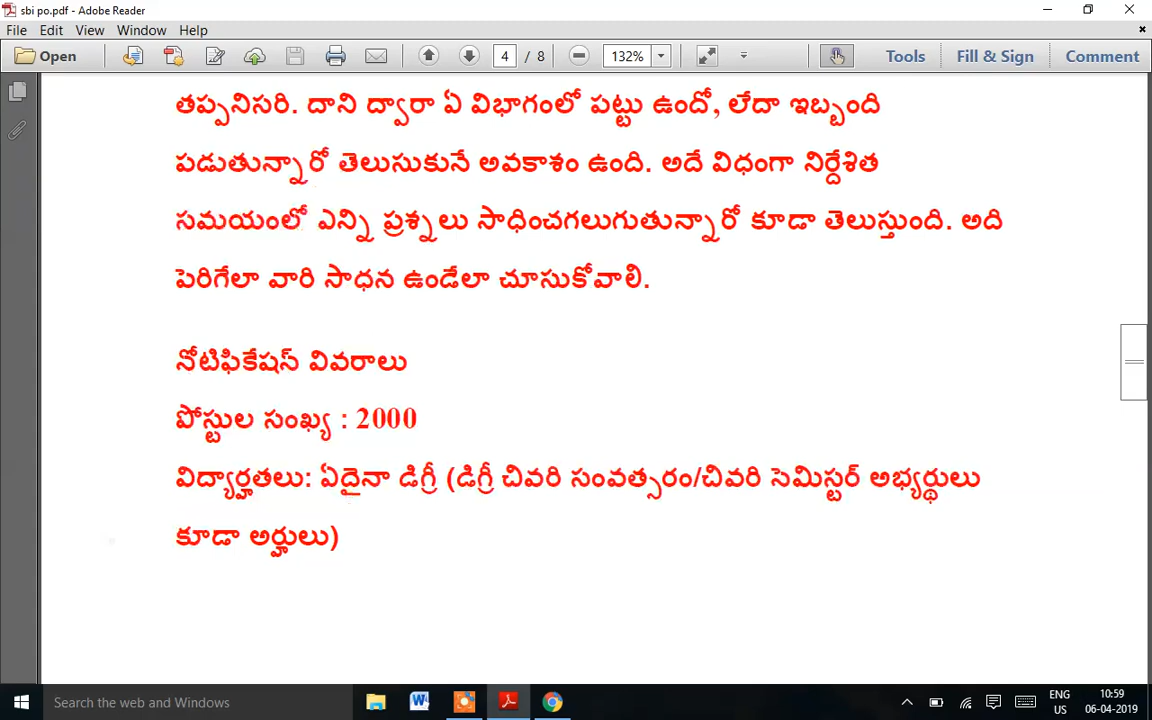 sbi po.pdf - Adobe Reader
File Edit View Window Help
Open 4 / 8 132% Tools Fill & Sign Comment
తప్పనిసరి. దాని ద్వారా ఏ విభాగంలో పట్టు ఉందో, లేదా ఇబ్బంది
పడుతున్నారో తెలుసుకునే అవకాశం ఉంది. అదే విధంగా నిర్దేశిత
సమయంలో ఎన్ని ప్రశ్నలు సాధించగలుగుతున్నారో కూడా తెలుస్తుంది. అది
పెరిగేలా వారి సాధన ఉండేలా చూసుకోవాలి.
నోటిఫికేషన్ వివరాలు
పోస్టుల సంఖ్య : 2000
విద్యార్హతలు: ఏదైనా డిగ్రీ (డిగ్రీ చివరి సంవత్సరం/చివరి సెమిస్టర్ అభ్యర్థులు
కూడా అర్హులు)
Search the web and Windows
ENG 10:59
US 06-04-2019